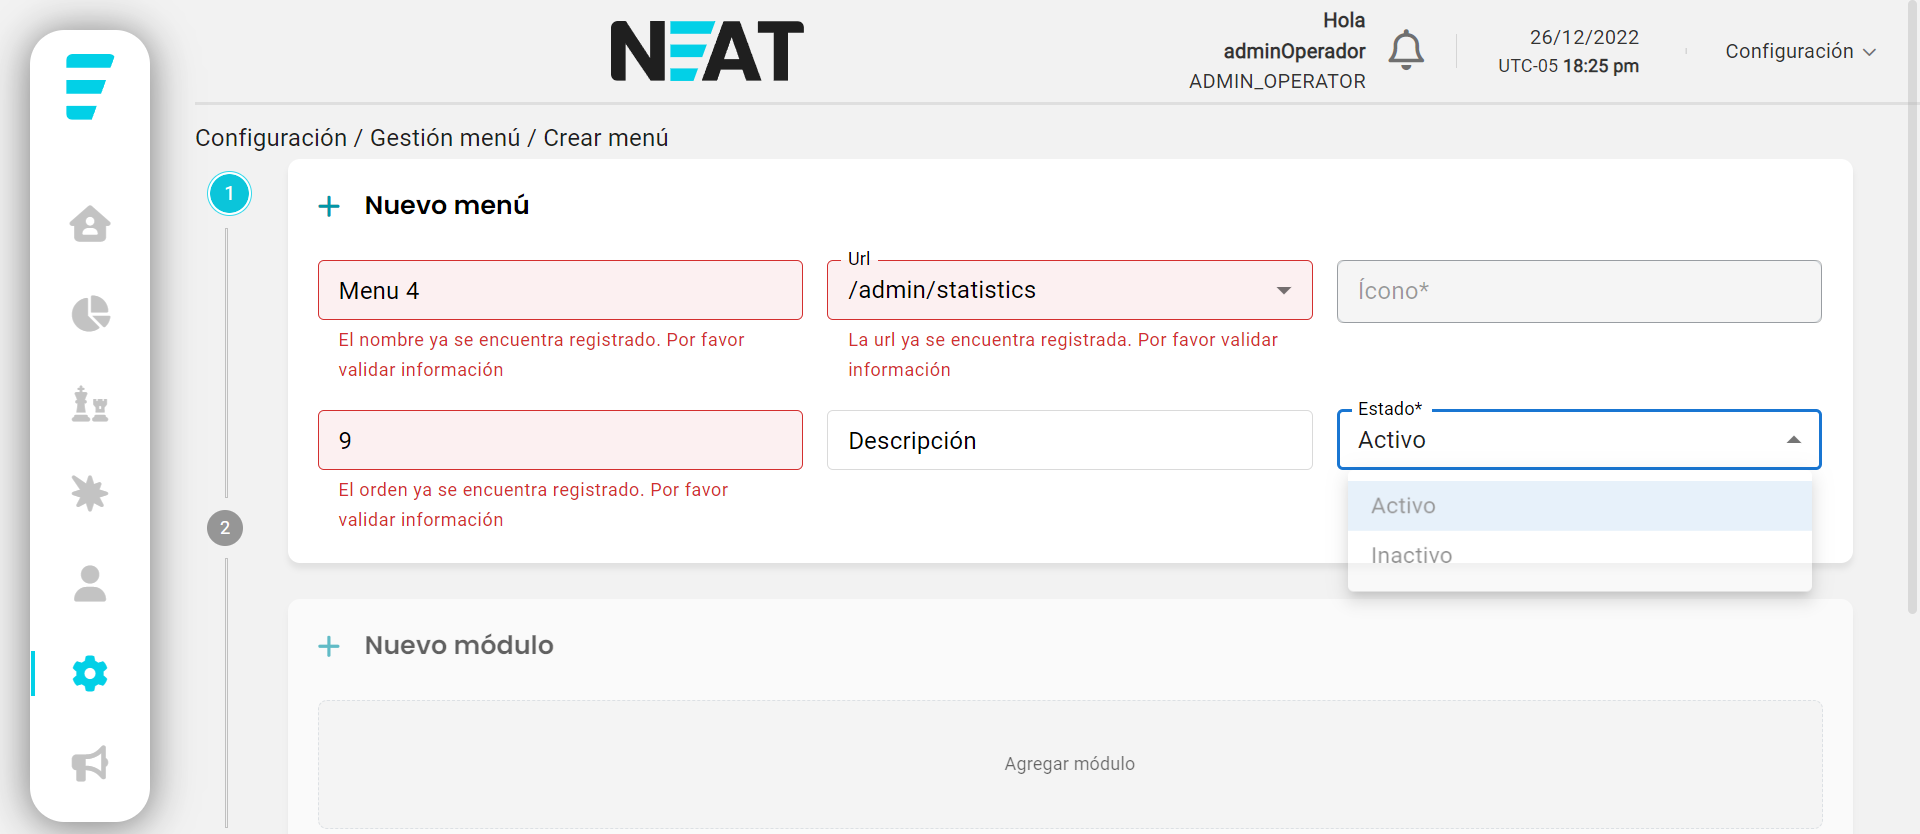 NEAT
Hola
adminOperador
ADMIN_OPERATOR
26/12/2022
UTC-05 18:25 pm
Configuración
Configuración / Gestión menú / Crear menú
1
Nuevo menú
Menu 4
El nombre ya se encuentra registrado. Por favor
validar información
Url
/admin/statistics
La url ya se encuentra registrada. Por favor validar
información
Ícono*
9
El orden ya se encuentra registrado. Por favor
validar información
Descripción
Estado*
Activo
Activo
Inactivo
2
Nuevo módulo
Agregar módulo